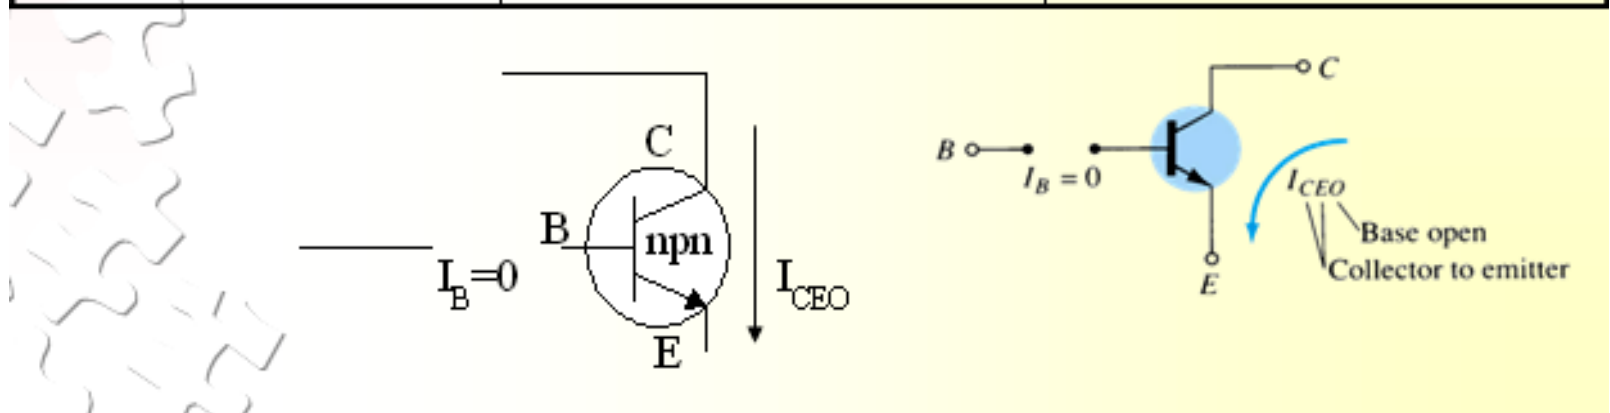 C
B
npn
I_B=0
I_CEO
E
C
B
I_B = 0
I_CEO
Base open
Collector to emitter
E